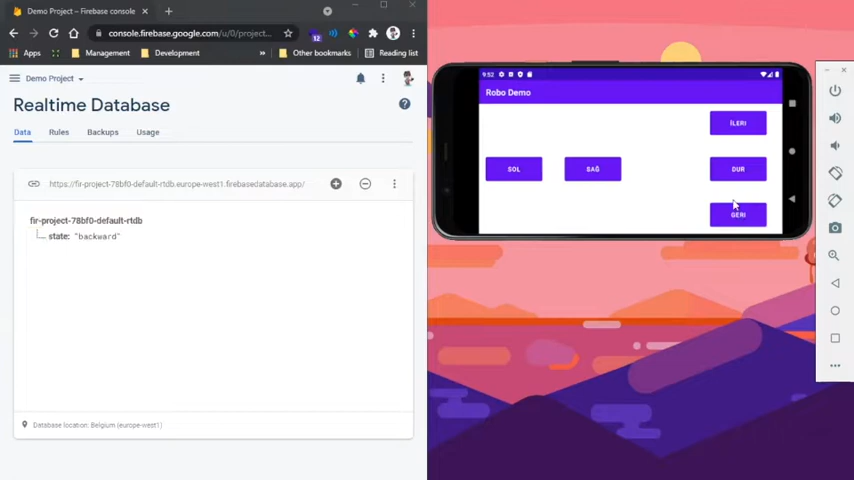 Demo Project – Firebase console
console.firebase.google.com/u/0/project...
12
Apps
Management
Development
Other bookmarks
Reading list
Demo Project
Realtime Database
Data
Rules
Backups
Usage
https://fir-project-78bf0-default-rtdb.europe-west1.firebasedatabase.app/
fir-project-78bf0-default-rtdb
state: "backward"
Database location: Belgium (europe-west1)
9:52
Robo Demo
İLERI
SOL
SAĞ
DUR
GERI